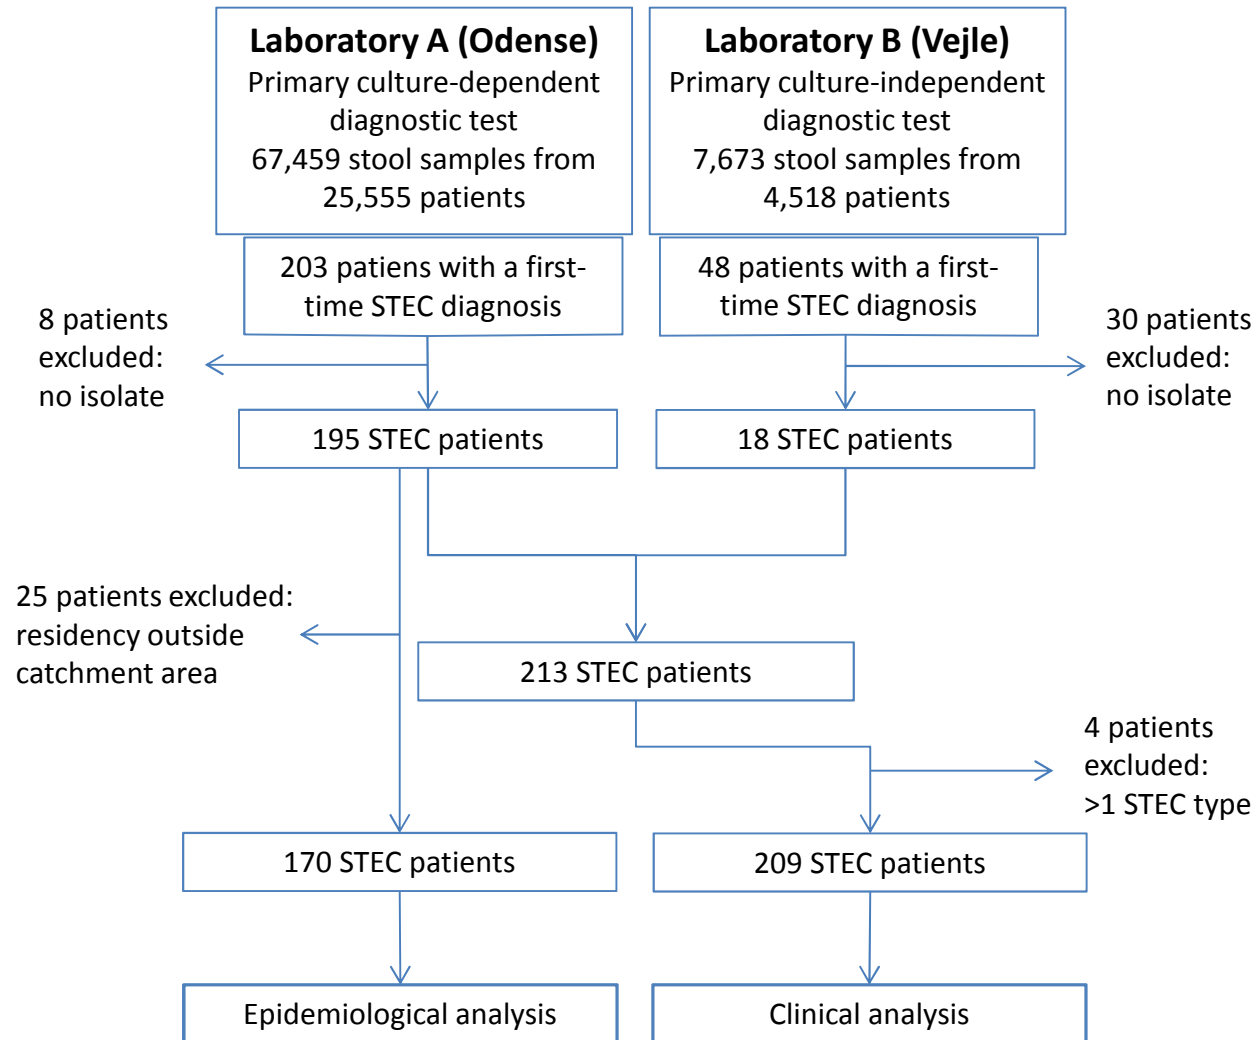 Laboratory A (Odense)
Primary culture-dependent
diagnostic test
67,459 stool samples from
25,555 patients
Laboratory B (Vejle)
Primary culture-independent
diagnostic test
7,673 stool samples from
4,518 patients
203 patiens with a first-
time STEC diagnosis
48 patients with a first-
time STEC diagnosis
8 patients
excluded:
no isolate
30 patients
excluded:
no isolate
195 STEC patients
18 STEC patients
25 patients excluded:
residency outside
catchment area
213 STEC patients
4 patients
excluded:
>1 STEC type
170 STEC patients
209 STEC patients
Epidemiological analysis
Clinical analysis